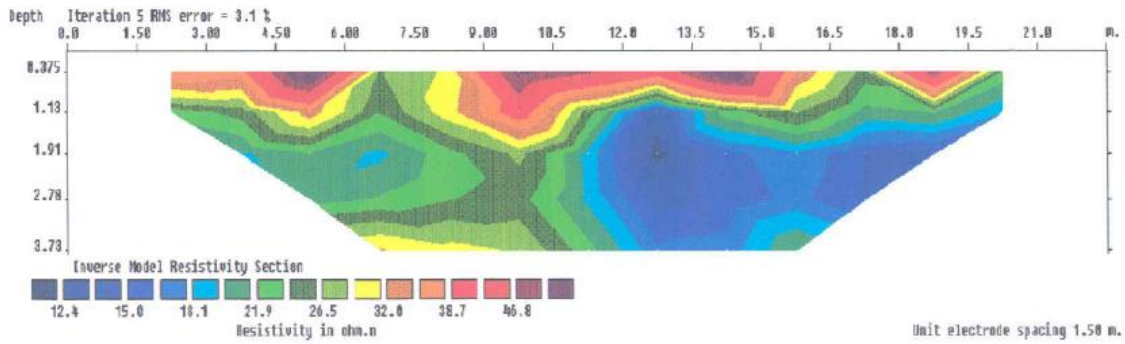 Depth Iteration 5 RMS error = 3.1 %
0.0 1.50 3.00 4.50 6.00 7.50 9.00 10.5 12.0 13.5 15.0 16.5 18.0 19.5 21.0 m.
0.375
1.13
1.91
2.78
3.73
Inverse Model Resistivity Section
12.4 15.0 18.1 21.9 26.5 32.0 38.7 46.8
Resistivity in ohm.m
Unit electrode spacing 1.50 m.